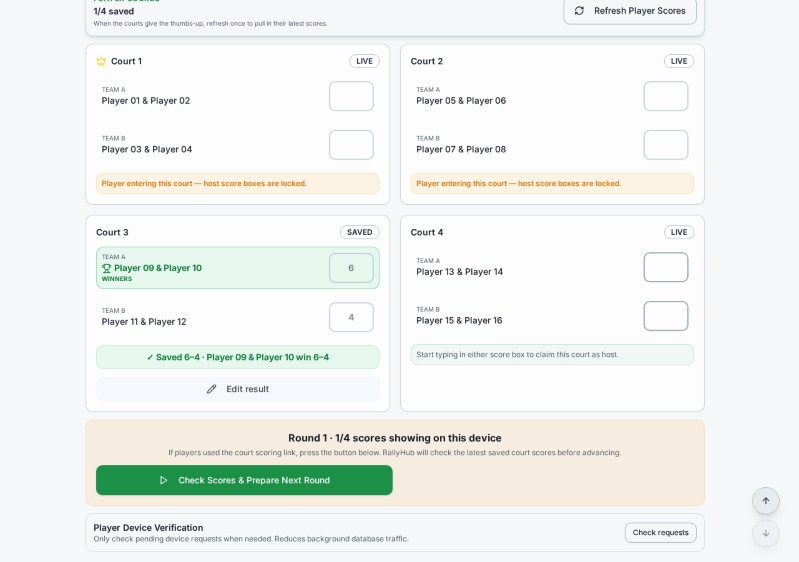 1/4 saved
When the courts give the thumbs-up, refresh once to pull in their latest scores.
Refresh Player Scores
Court 1
LIVE
TEAM A
Player 01 & Player 02
TEAM B
Player 03 & Player 04
Player entering this court — host score boxes are locked.
Court 2
LIVE
TEAM A
Player 05 & Player 06
TEAM B
Player 07 & Player 08
Player entering this court — host score boxes are locked.
Court 3
SAVED
TEAM A
Player 09 & Player 10
WINNERS
6
TEAM B
Player 11 & Player 12
4
✓ Saved 6–4 · Player 09 & Player 10 win 6–4
Edit result
Court 4
LIVE
TEAM A
Player 13 & Player 14
TEAM B
Player 15 & Player 16
Start typing in either score box to claim this court as host.
Round 1 · 1/4 scores showing on this device
If players used the court scoring link, press the button below. RallyHub will check the latest saved court scores before advancing.
Check Scores & Prepare Next Round
Player Device Verification
Only check pending device requests when needed. Reduces background database traffic.
Check requests